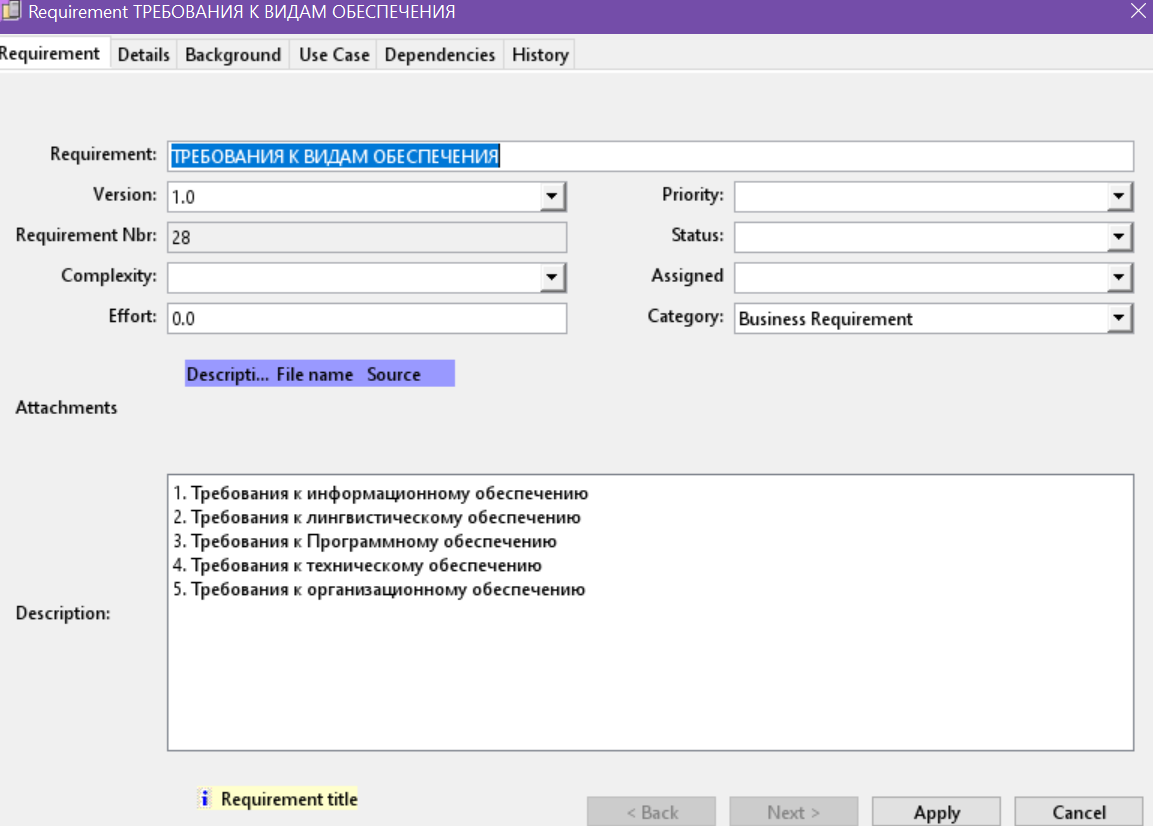 Requirement ТРЕБОВАНИЯ К ВИДАМ ОБЕСПЕЧЕНИЯ
Requirement Details Background Use Case Dependencies History
Requirement: ТРЕБОВАНИЯ К ВИДАМ ОБЕСПЕЧЕНИЯ
Version: 1.0 Priority:
Requirement Nbr: 28 Status:
Complexity: Assigned
Effort: 0.0 Category: Business Requirement
Descripti... File name Source
Attachments
1. Требования к информационному обеспечению
2. Требования к лингвистическому обеспечению
3. Требования к Программному обеспечению
4. Требования к техническому обеспечению
5. Требования к организационному обеспечению
Description:
i Requirement title
< Back Next > Apply Cancel